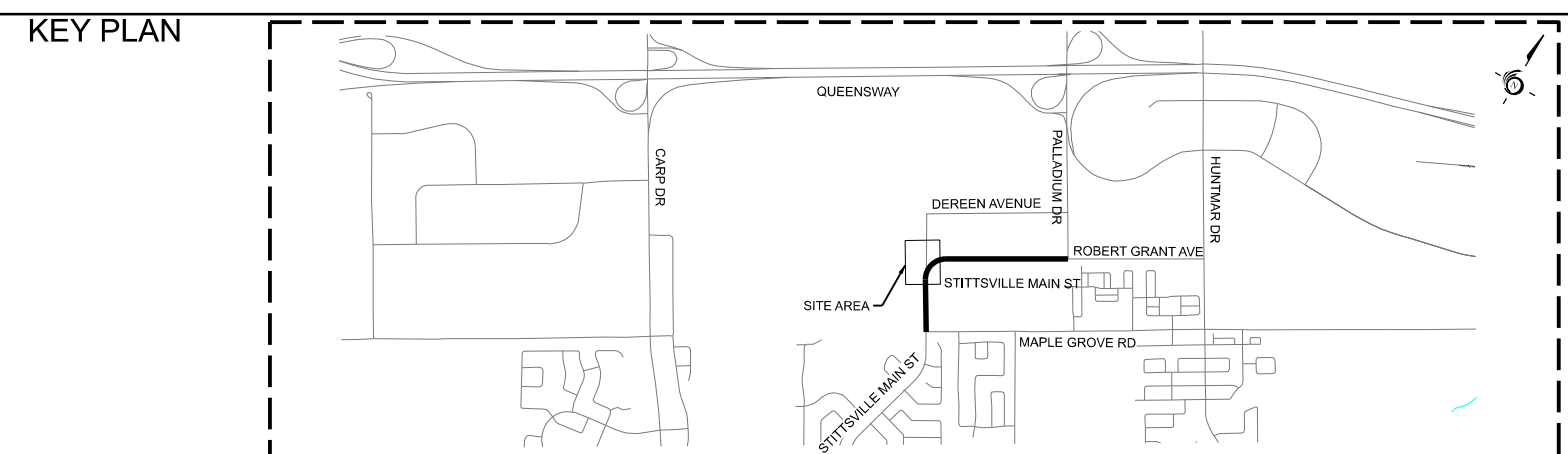 KEY PLAN
QUEENSWAY
CARP DR
PALLADIUM DR
HUNTMAR DR
DEREEN AVENUE
ROBERT GRANT AVE
STITTSVILLE MAIN ST
SITE AREA
MAPLE GROVE RD
STITTSVILLE MAIN ST
N